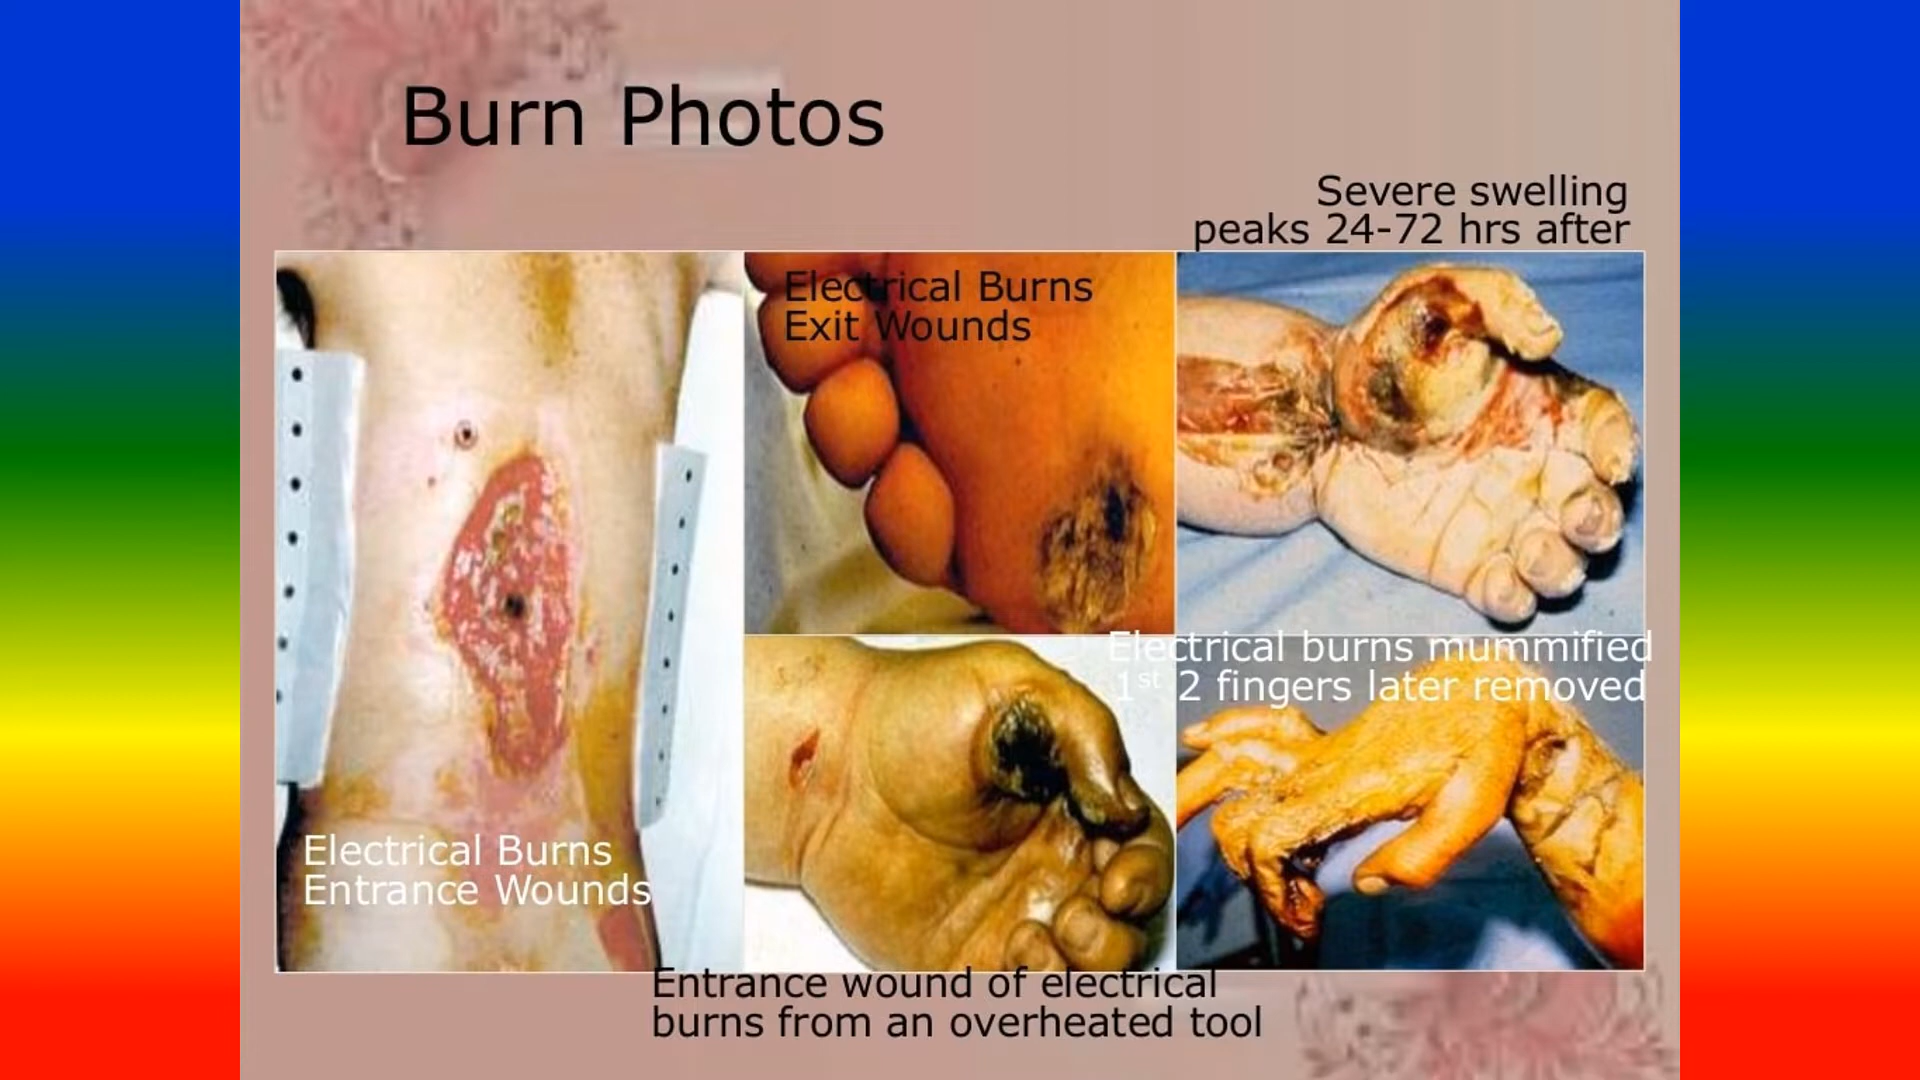 Burn Photos
Severe swelling
peaks 24-72 hrs after
Electrical Burns
Exit Wounds
Electrical burns mummified
1st 2 fingers later removed
Electrical Burns
Entrance Wounds
Entrance wound of electrical
burns from an overheated tool